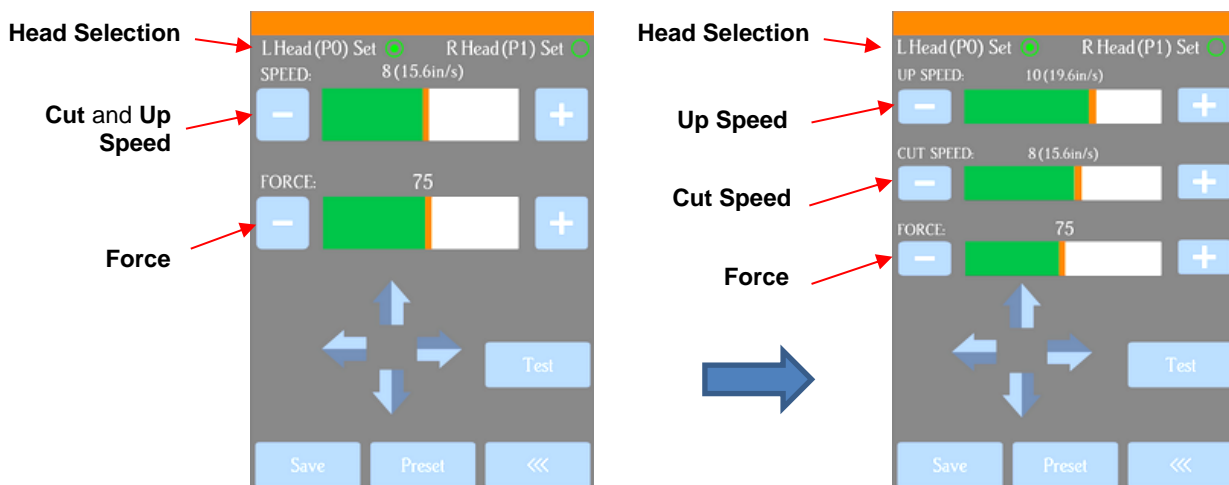 Head Selection
L Head (P0) Set
R Head (P1) Set
SPEED:
8 (15.6in/s)
Cut and Up
Speed
FORCE:
75
Force
Test
Save
Preset
<<<
Head Selection
L Head (P0) Set
R Head (P1) Set
UP SPEED:
10 (19.6in/s)
Up Speed
CUT SPEED:
8 (15.6in/s)
Cut Speed
FORCE:
75
Force
Test
Save
Preset
<<<